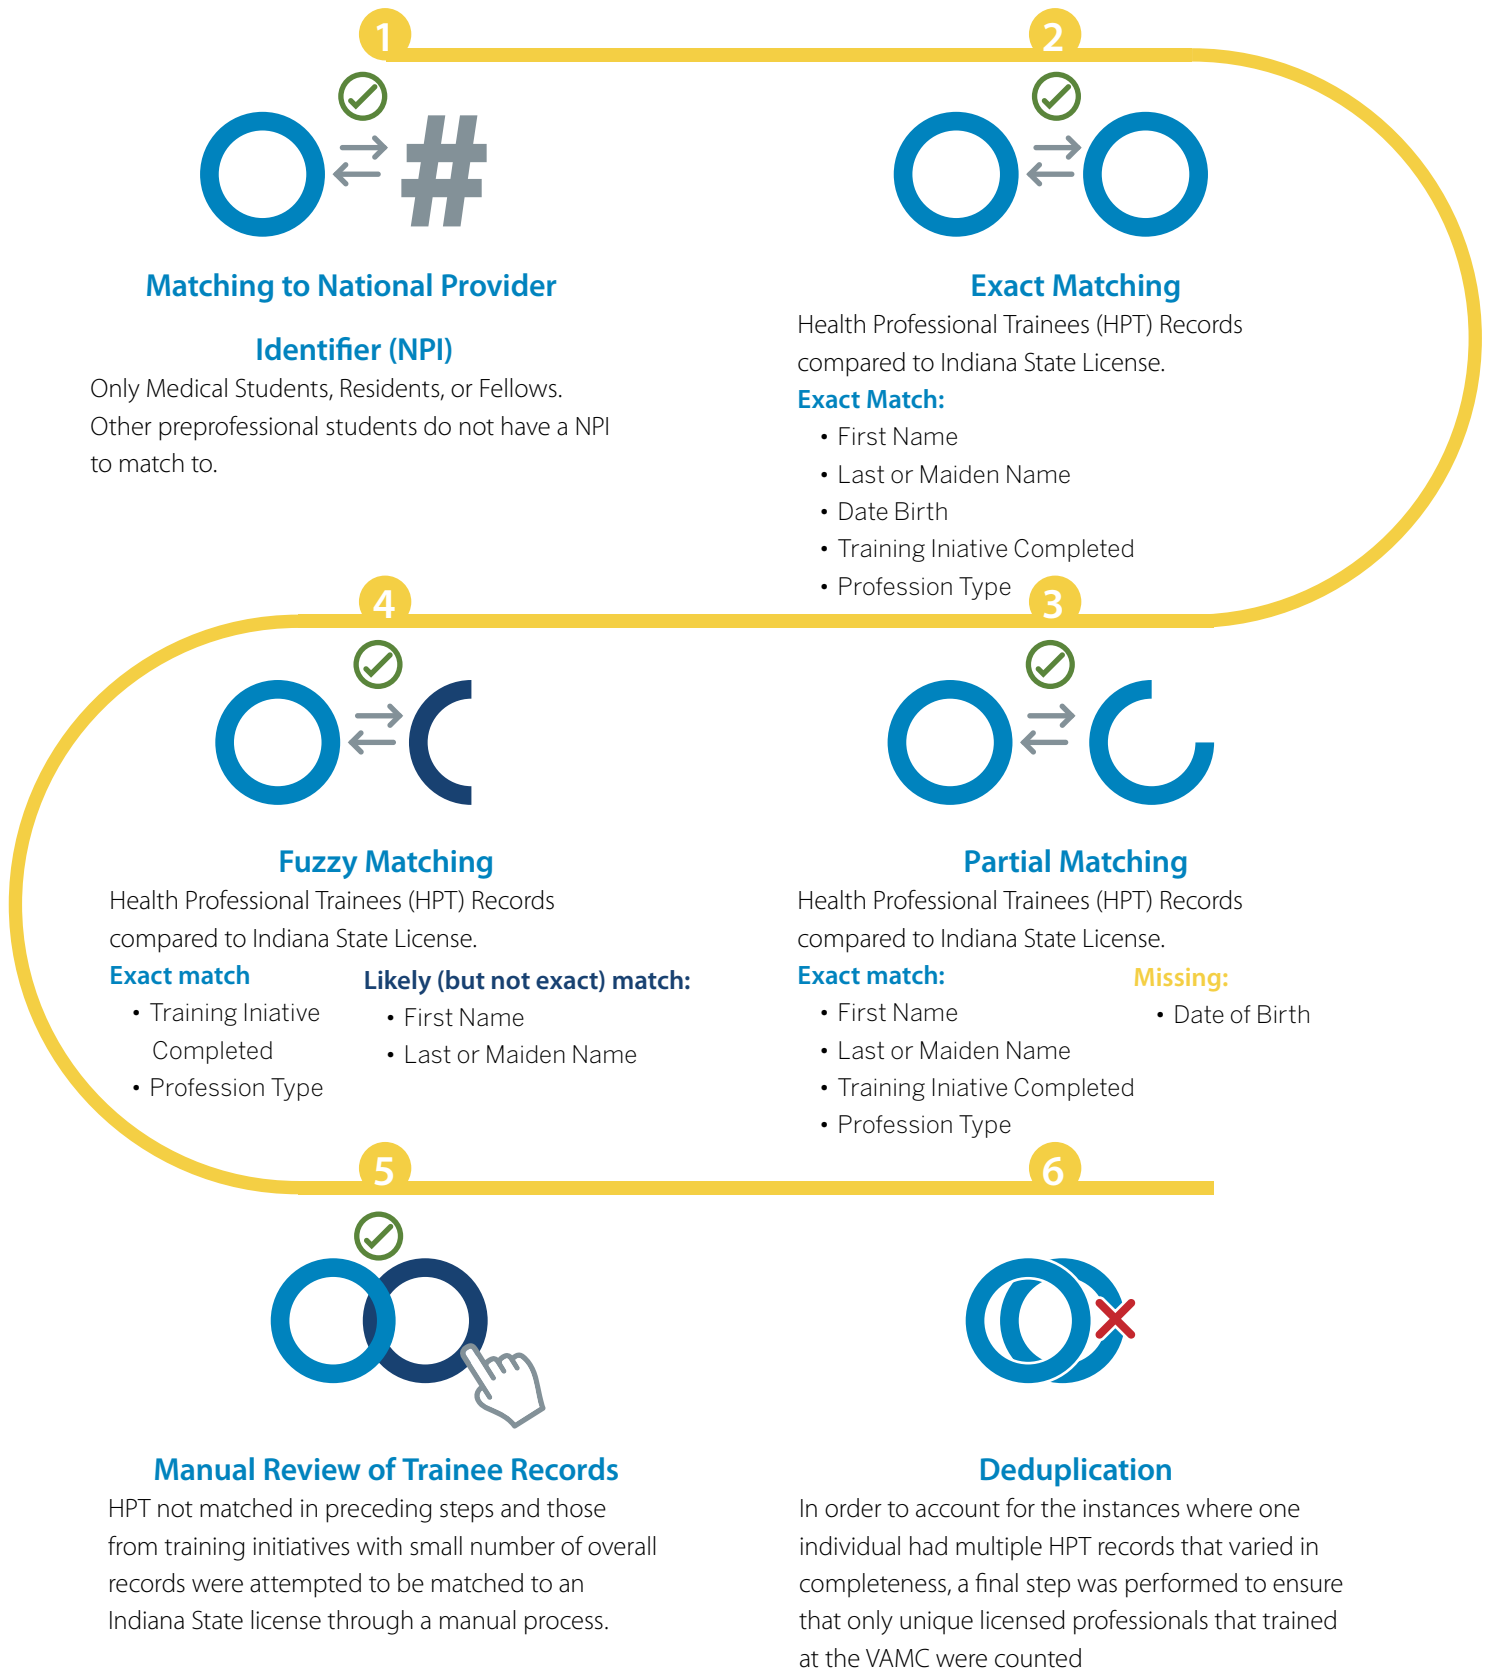 1
Matching to National Provider
Identifier (NPI)
Only Medical Students, Residents, or Fellows.
Other preprofessional students do not have a NPI
to match to.
2
Exact Matching
Health Professional Trainees (HPT) Records
compared to Indiana State License.
Exact Match:
• First Name
• Last or Maiden Name
• Date Birth
• Training Iniative Completed
• Profession Type
3
Partial Matching
Health Professional Trainees (HPT) Records
compared to Indiana State License.
Exact match:
• First Name
• Last or Maiden Name
• Training Iniative Completed
• Profession Type
Missing:
• Date of Birth
4
Fuzzy Matching
Health Professional Trainees (HPT) Records
compared to Indiana State License.
Exact match
• Training Iniative
Completed
• Profession Type
Likely (but not exact) match:
• First Name
• Last or Maiden Name
5
Manual Review of Trainee Records
HPT not matched in preceding steps and those
from training initiatives with small number of overall
records were attempted to be matched to an
Indiana State license through a manual process.
6
Deduplication
In order to account for the instances where one
individual had multiple HPT records that varied in
completeness, a final step was performed to ensure
that only unique licensed professionals that trained
at the VAMC were counted